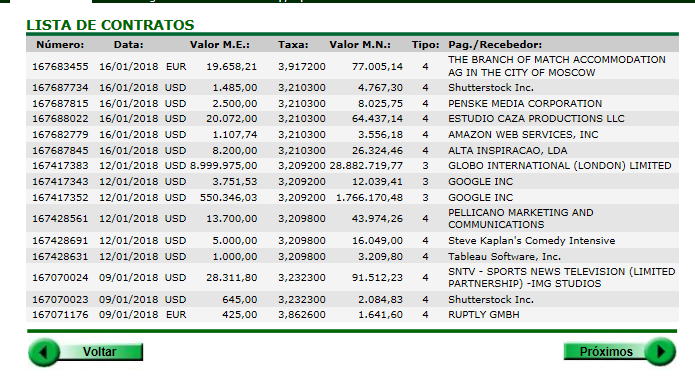 LISTA DE CONTRATOS
Número: Data: Valor M.E.: Taxa: Valor M.N.: Tipo: Pag./Recebedor:
167683455 16/01/2018 EUR 19.658,21 3,917200 77.005,14 4 THE BRANCH OF MATCH ACCOMMODATION
AG IN THE CITY OF MOSCOW
167687734 16/01/2018 USD 1.485,00 3,210300 4.767,30 4 Shutterstock Inc.
167687815 16/01/2018 USD 2.500,00 3,210300 8.025,75 4 PENSKE MEDIA CORPORATION
167688022 16/01/2018 USD 20.072,00 3,210300 64.437,14 4 ESTUDIO CAZA PRODUCTIONS LLC
167682779 16/01/2018 USD 1.107,74 3,210300 3.556,18 4 AMAZON WEB SERVICES, INC
167687845 16/01/2018 USD 8.200,00 3,210300 26.324,46 4 ALTA INSPIRACAO, LDA
167417383 12/01/2018 USD 8.999.975,00 3,209200 28.882.719,77 3 GLOBO INTERNATIONAL (LONDON) LIMITED
167417343 12/01/2018 USD 3.751,53 3,209200 12.039,41 3 GOOGLE INC
167417352 12/01/2018 USD 550.346,03 3,209200 1.766.170,48 3 GOOGLE INC
167428561 12/01/2018 USD 13.700,00 3,209800 43.974,26 4 PELLICANO MARKETING AND
COMMUNICATIONS
167428691 12/01/2018 USD 5.000,00 3,209800 16.049,00 4 Steve Kaplan's Comedy Intensive
167428631 12/01/2018 USD 1.000,00 3,209800 3.209,80 4 Tableau Software, Inc.
167070024 09/01/2018 USD 28.311,80 3,232300 91.512,23 4 SNTV - SPORTS NEWS TELEVISION (LIMITED
PARTNERSHIP) -IMG STUDIOS
167070023 09/01/2018 USD 645,00 3,232300 2.084,83 4 Shutterstock Inc.
167071176 09/01/2018 EUR 425,00 3,862600 1.641,60 4 RUPTLY GMBH
Voltar Próximos